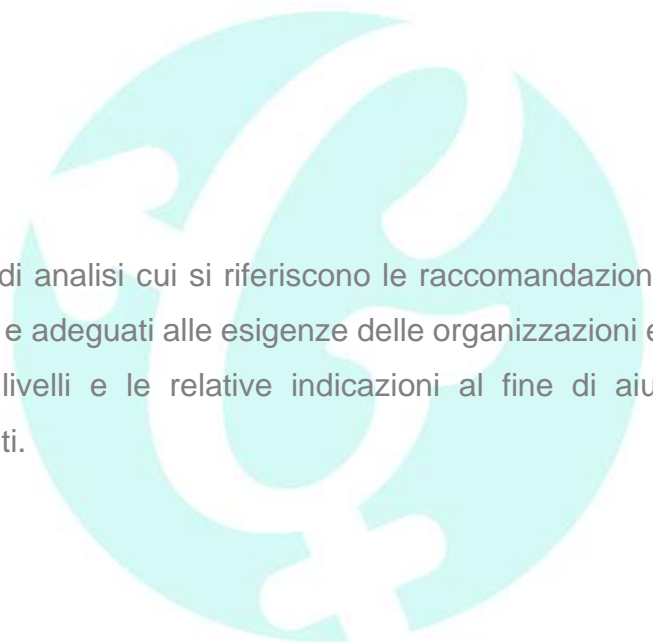 di analisi cui si riferiscono le raccomandazion
e adeguati alle esigenze delle organizzazioni e
livelli e le relative indicazioni al fine di aiu
ti.